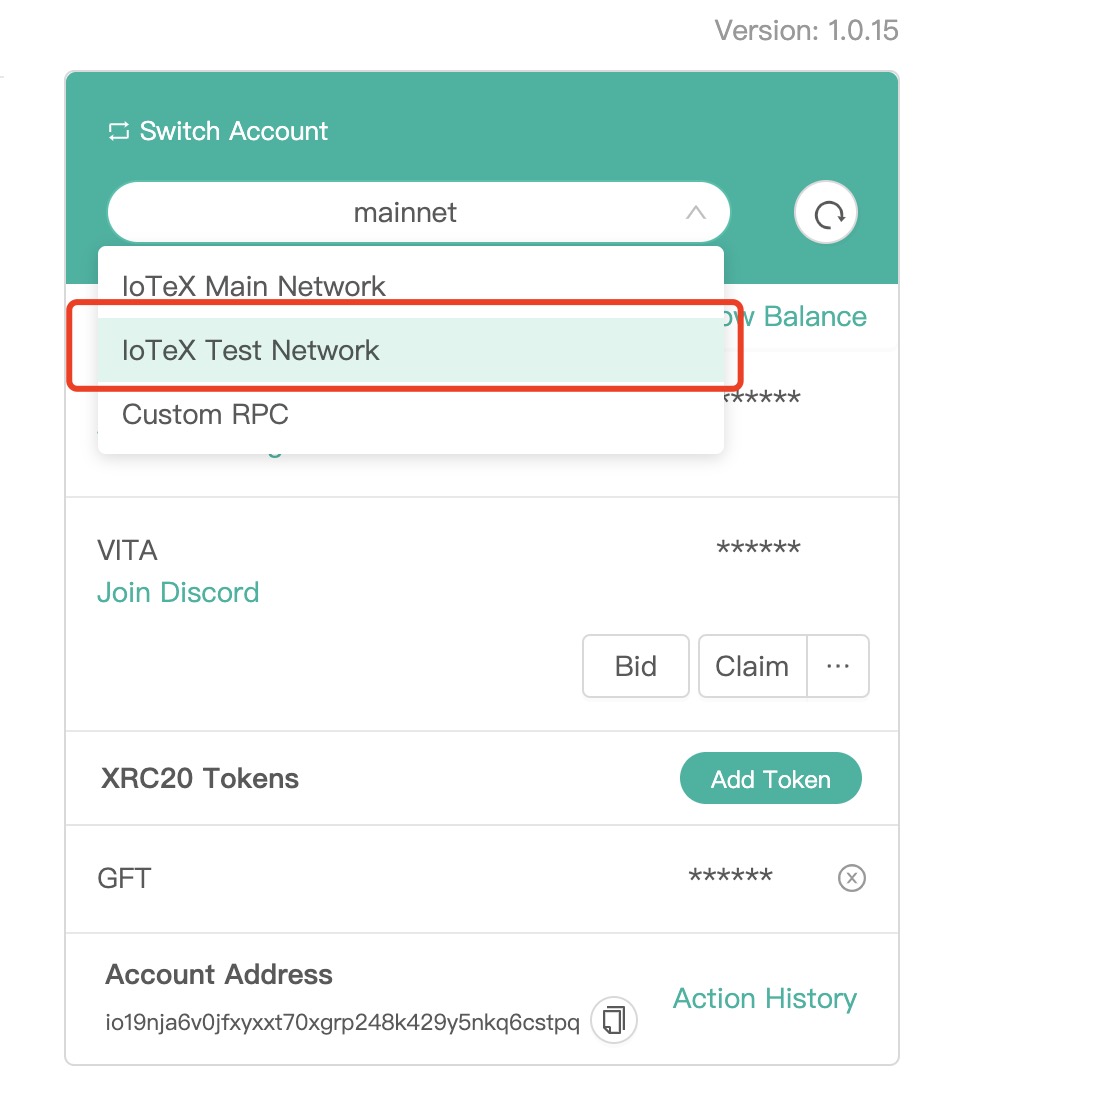 Version: 1.0.15
Switch Account
mainnet
IoTeX Main Network
Balance
IoTeX Test Network
******
Custom RPC
VITA
******
Join Discord
Bid
Claim
···
XRC20 Tokens
Add Token
GFT
******
Account Address
Action History
io19nja6v0jfxyxxt70xgrp248k429y5nkq6cstpq